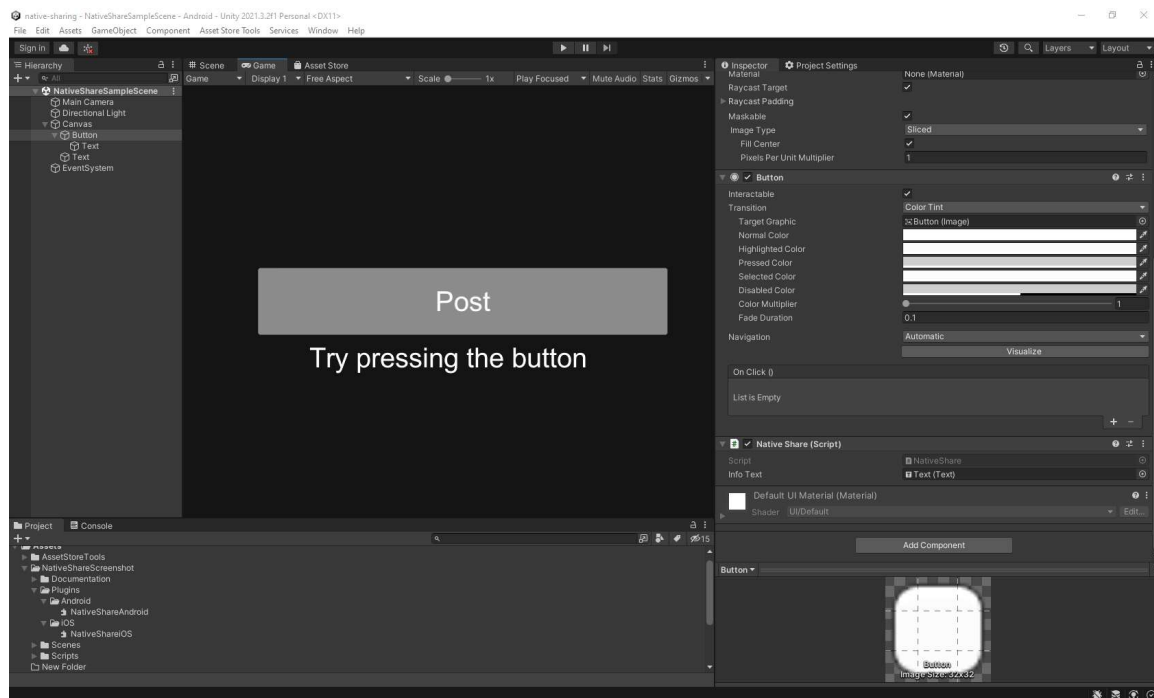 native-sharing - NativeShareSampleScene - Android - Unity 2021.3.2f1 Personal <DX11>
File Edit Assets GameObject Component Asset Store Tools Services Window Help
Sign in
Layers
Layout
Hierarchy
All
NativeShareSampleScene
Main Camera
Directional Light
Canvas
Button
Text
Text
EventSystem
Scene
Game
Asset Store
Game
Display 1
Free Aspect
Scale
1x
Play Focused
Mute Audio
Stats
Gizmos
Post
Try pressing the button
Inspector
Project Settings
Material
None (Material)
Raycast Target
Raycast Padding
Maskable
Image Type
Sliced
Fill Center
Pixels Per Unit Multiplier
1
Button
Interactable
Transition
Color Tint
Target Graphic
Button (Image)
Normal Color
Highlighted Color
Pressed Color
Selected Color
Disabled Color
Color Multiplier
1
Fade Duration
0.1
Navigation
Automatic
Visualize
On Click ()
List is Empty
Native Share (Script)
Script
NativeShare
Info Text
Text (Text)
Default UI Material (Material)
Shader
UI/Default
Edit...
Add Component
Button
Button
Image Size: 32x32
Project
Console
15
Assets
AssetStoreTools
NativeShareScreenshot
Documentation
Plugins
Android
NativeShareAndroid
iOS
NativeShareiOS
Scenes
Scripts
New Folder